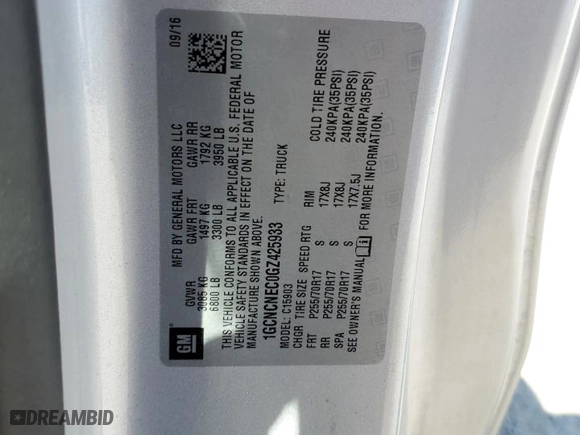 GM
09/16
MFD BY GENERAL MOTORS LLC
GVWR GAWR FRT GAWR RR
3085 KG 1497 KG 1792 KG
6800 LB 3300 LB 3950 LB
THIS VEHICLE CONFORMS TO ALL APPLICABLE U.S. FEDERAL MOTOR
VEHICLE SAFETY STANDARDS IN EFFECT ON THE DATE OF
MANUFACTURE SHOWN ABOVE.
1GCNCNEC0GZ425933
MODEL: C15903 TYPE: TRUCK
CHGR TIRE SIZE SPEED RTG RIM COLD TIRE PRESSURE
FRT P255/70R17 S 17X8J 240KPA(35PSI)
RR P255/70R17 S 17X8J 240KPA(35PSI)
SPA P255/70R17 S 17X7.5J 240KPA(35PSI)
SEE OWNER'S MANUAL i FOR MORE INFORMATION.
DREAMBID